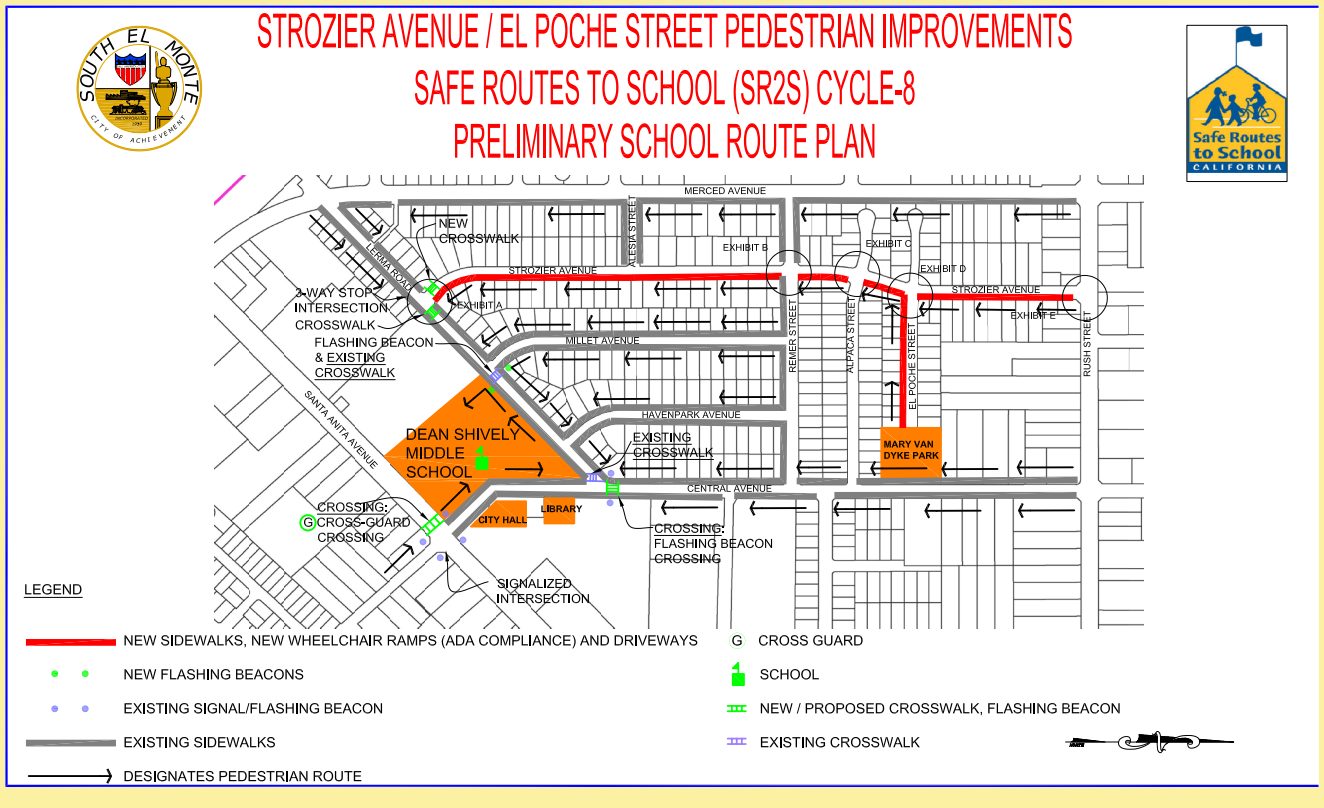 STROZIER AVENUE / EL POCHE STREET PEDESTRIAN IMPROVEMENTS
SAFE ROUTES TO SCHOOL (SR2S) CYCLE-8
PRELIMINARY SCHOOL ROUTE PLAN
SOUTH EL MONTE
INCORPORATED
CITY OF ACHIEVEMENT
Safe Routes
to School
CALIFORNIA
MERCED AVENUE
NEW
CROSSWALK
ALESIA STREET
EXHIBIT B
EXHIBIT C
LERMA ROAD
STROZIER AVENUE
EXHIBIT D
3-WAY STOP
INTERSECTION
EXHIBIT A
STROZIER AVENUE
EXHIBIT E
CROSSWALK
FLASHING BEACON
& EXISTING
CROSSWALK
MILLET AVENUE
REMER STREET
ALPACA STREET
EL POCHE STREET
RUSH STREET
SANTA ANITA AVENUE
HAVENPARK AVENUE
DEAN SHIVELY
MIDDLE
SCHOOL
EXISTING
CROSSWALK
MARY VAN
DYKE PARK
CENTRAL AVENUE
CROSSING:
G CROSS-GUARD
CROSSING
CITY HALL
LIBRARY
CROSSING:
FLASHING BEACON
CROSSING
SIGNALIZED
INTERSECTION
LEGEND
NEW SIDEWALKS, NEW WHEELCHAIR RAMPS (ADA COMPLIANCE) AND DRIVEWAYS
NEW FLASHING BEACONS
EXISTING SIGNAL/FLASHING BEACON
EXISTING SIDEWALKS
DESIGNATES PEDESTRIAN ROUTE
G CROSS GUARD
SCHOOL
NEW / PROPOSED CROSSWALK, FLASHING BEACON
EXISTING CROSSWALK